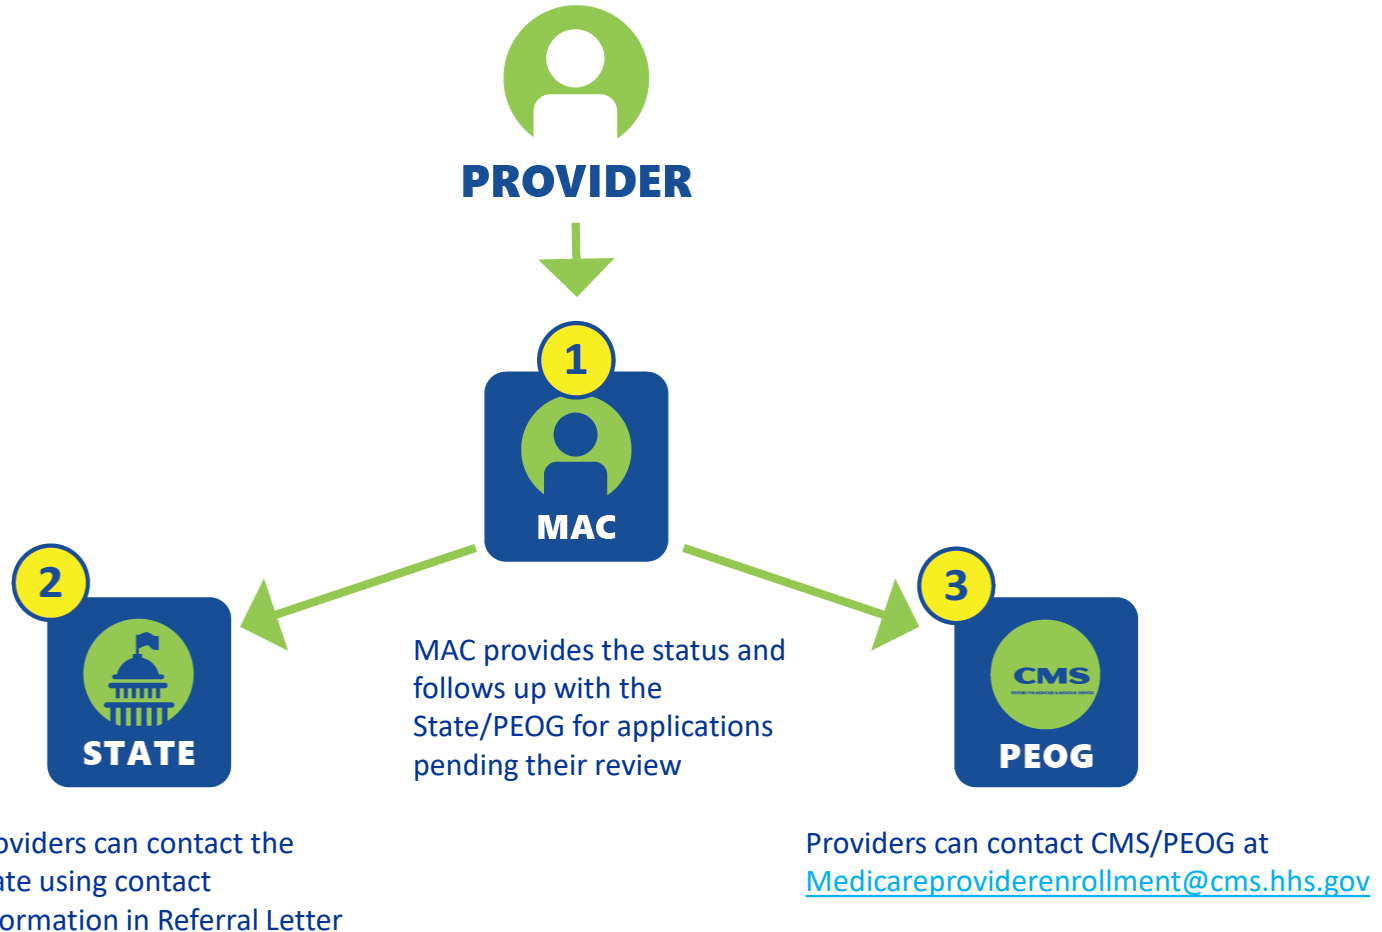 PROVIDER
1
MAC
2
STATE
3
CMS
PEOG
MAC provides the status and
follows up with the
State/PEOG for applications
pending their review
oviders can contact the
ate using contact
ormation in Referral Letter
Providers can contact CMS/PEOG at
Medicareproviderenrollment@cms.hhs.gov